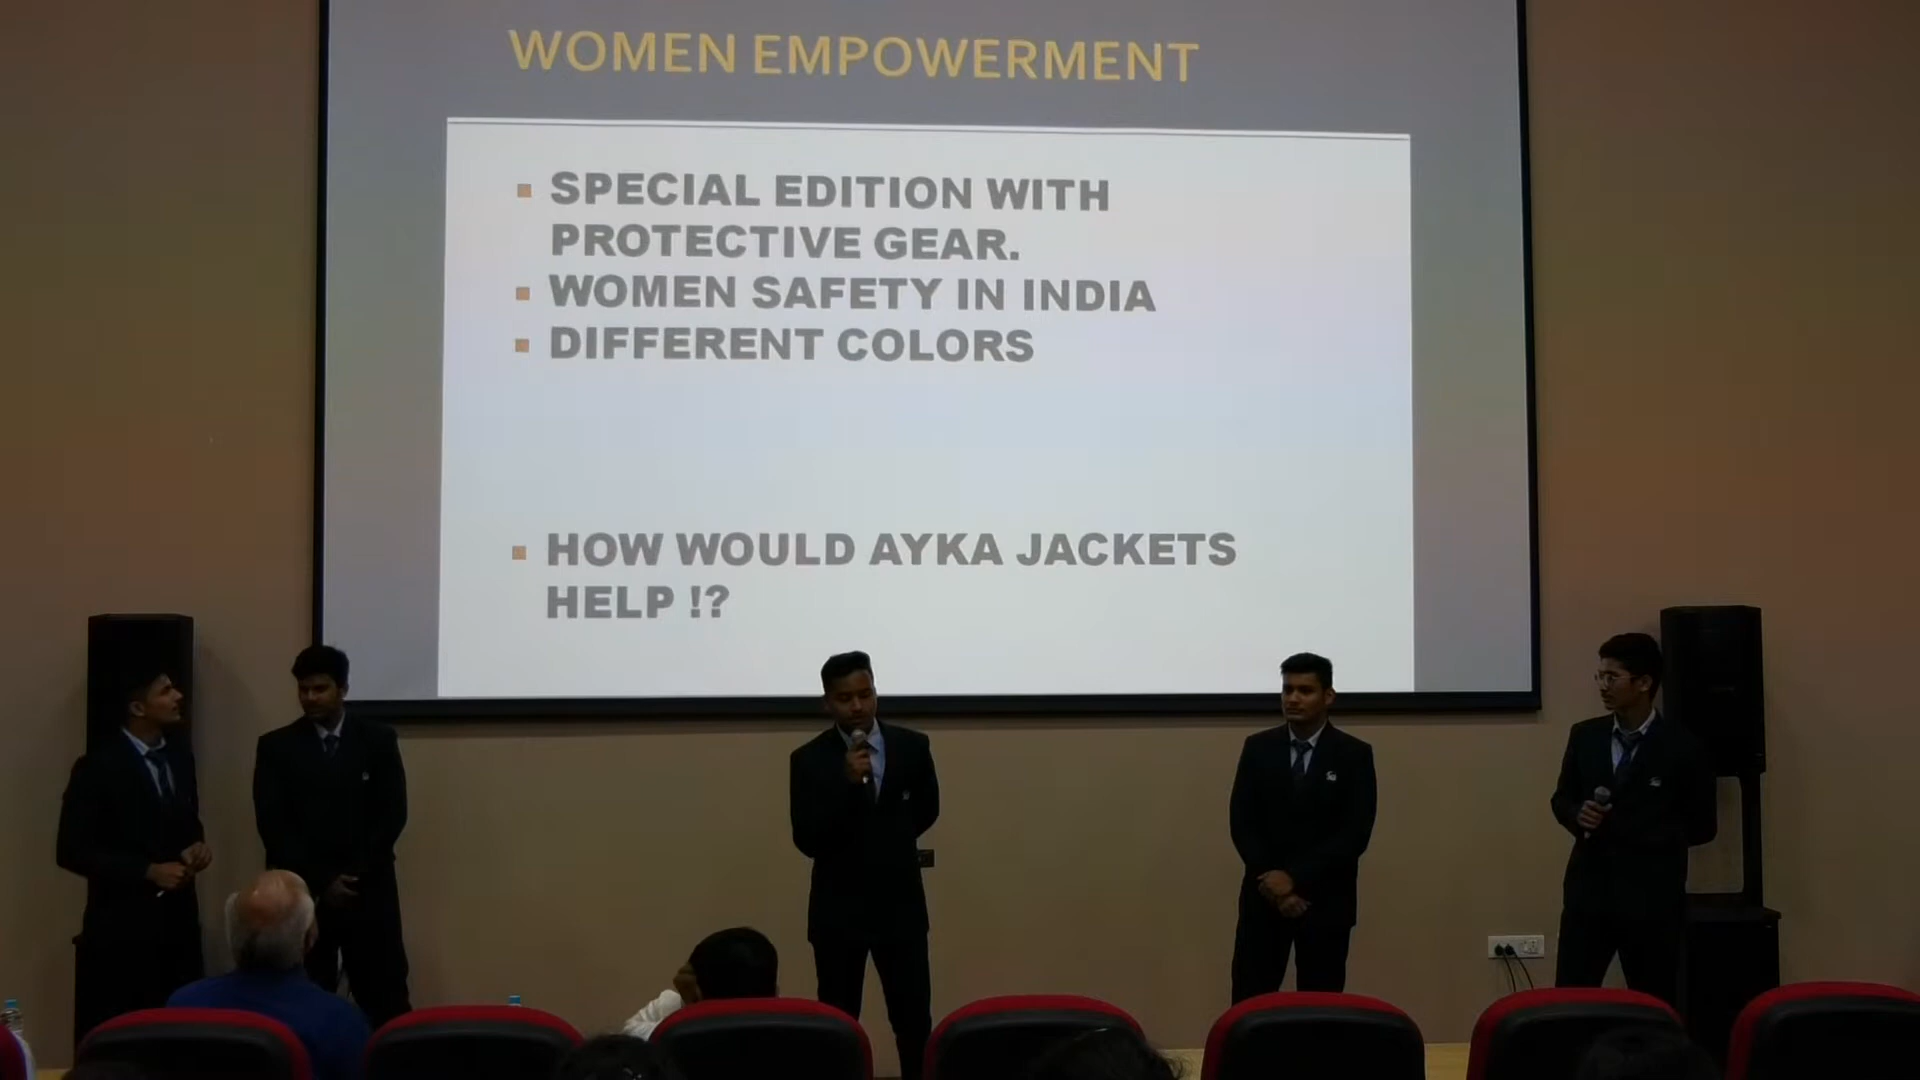 WOMEN EMPOWERMENT
SPECIAL EDITION WITH
PROTECTIVE GEAR.
WOMEN SAFETY IN INDIA
DIFFERENT COLORS
HOW WOULD AYKA JACKETS
HELP !?